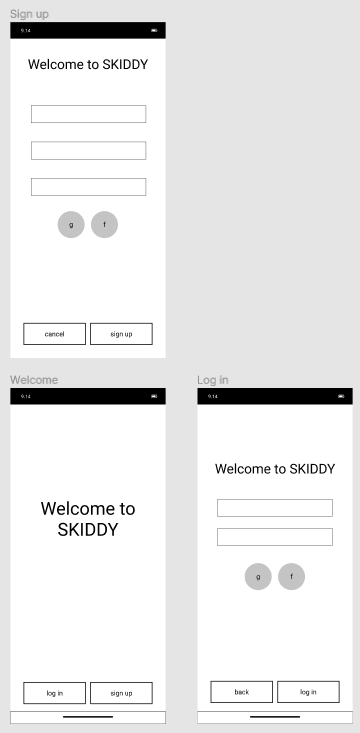 Sign up
9:14
Welcome to SKIDDY
g f
cancel sign up
Welcome
9:14
Welcome to
SKIDDY
log in sign up
Log in
9:14
Welcome to SKIDDY
g f
back log in